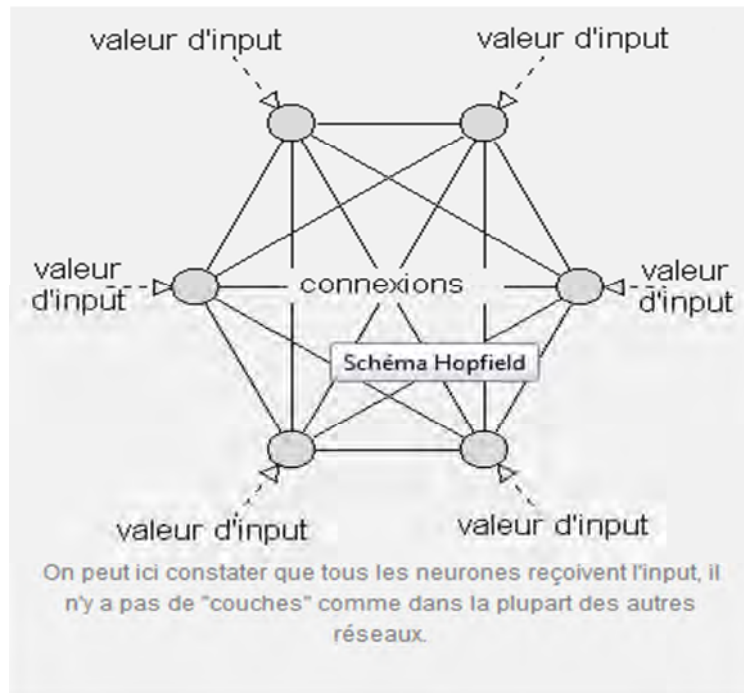 valeur d'input
valeur d'input
valeur
d'input
connexions
valeur
d'input
Schéma Hopfield
valeur d'input
valeur d'input
On peut ici constater que tous les neurones reçoivent l'input, il
n'y a pas de "couches" comme dans la plupart des autres
réseaux.